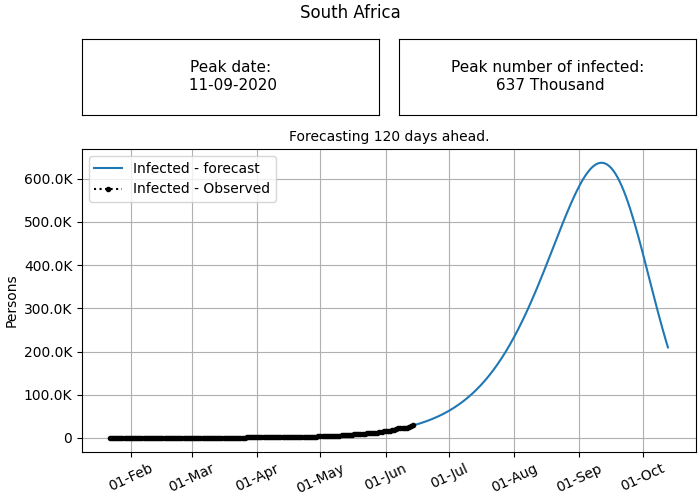 South Africa
Peak date:
11-09-2020
Peak number of infected:
637 Thousand
Forecasting 120 days ahead.
Infected - forecast
Infected - Observed
Persons
600.0K
500.0K
400.0K
300.0K
200.0K
100.0K
0
01-Feb
01-Mar
01-Apr
01-May
01-Jun
01-Jul
01-Aug
01-Sep
01-Oct